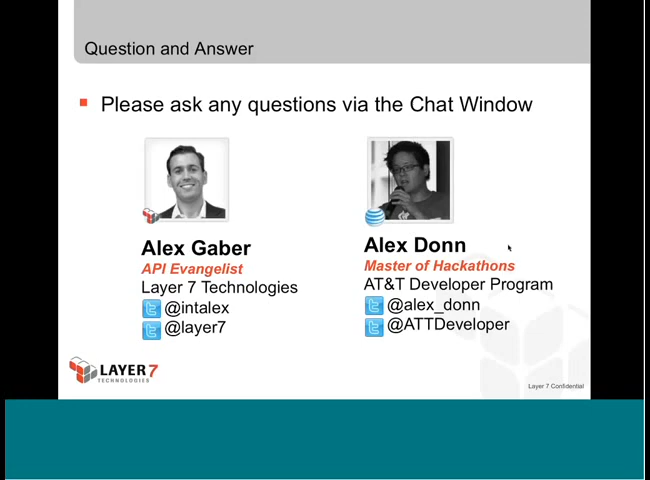 Question and Answer
Please ask any questions via the Chat Window
Alex Gaber
API Evangelist
Layer 7 Technologies
@intalex
@layer7
Alex Donn
Master of Hackathons
AT&T Developer Program
@alex_donn
@ATTDeveloper
LAYER 7
TECHNOLOGIES
Layer 7 Confidential